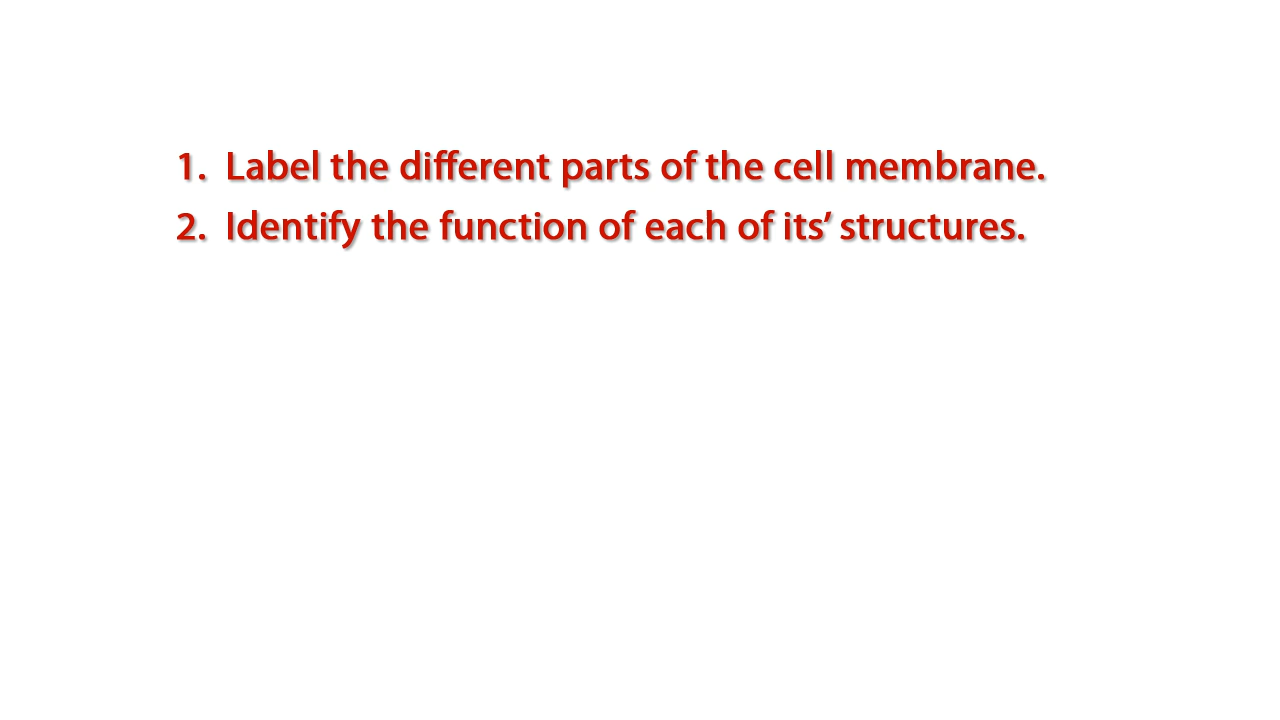 1. Label the different parts of the cell membrane.
2. Identify the function of each of its’ structures.